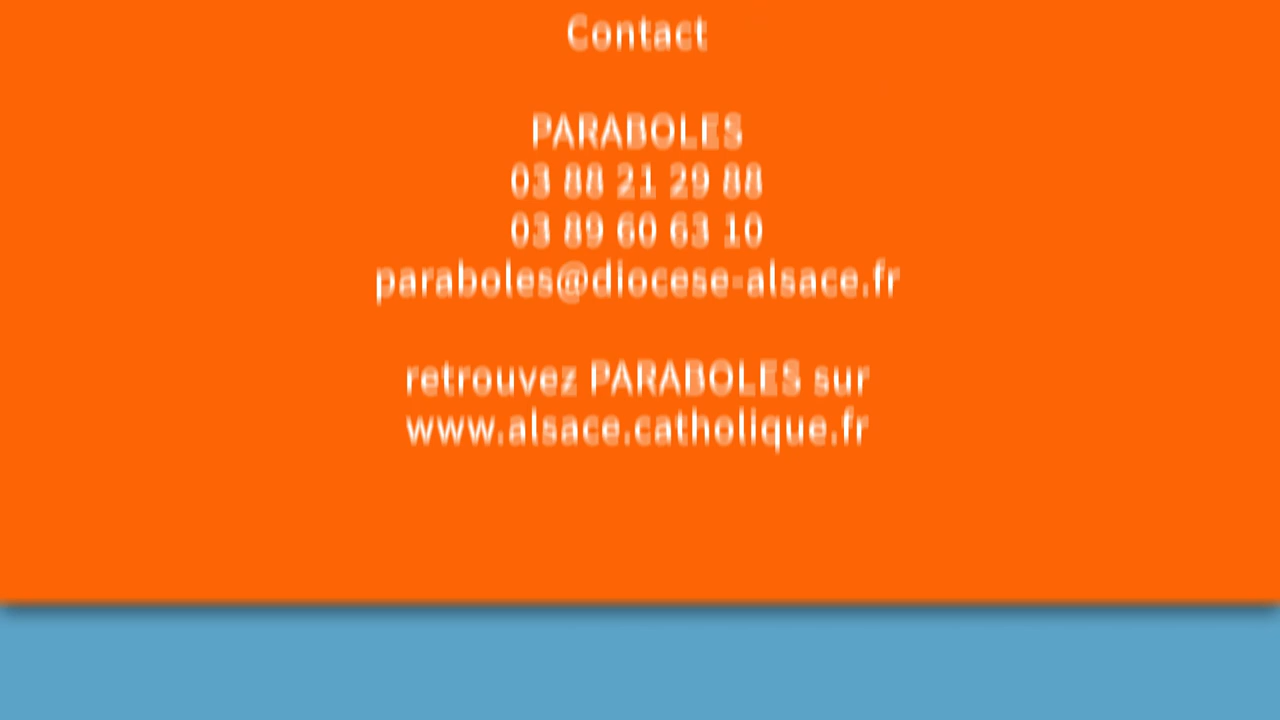 Contact
PARABOLES
03 88 21 29 88
03 89 60 63 10
paraboles@diocese-alsace.fr
retrouvez PARABOLES sur
www.alsace.catholique.fr